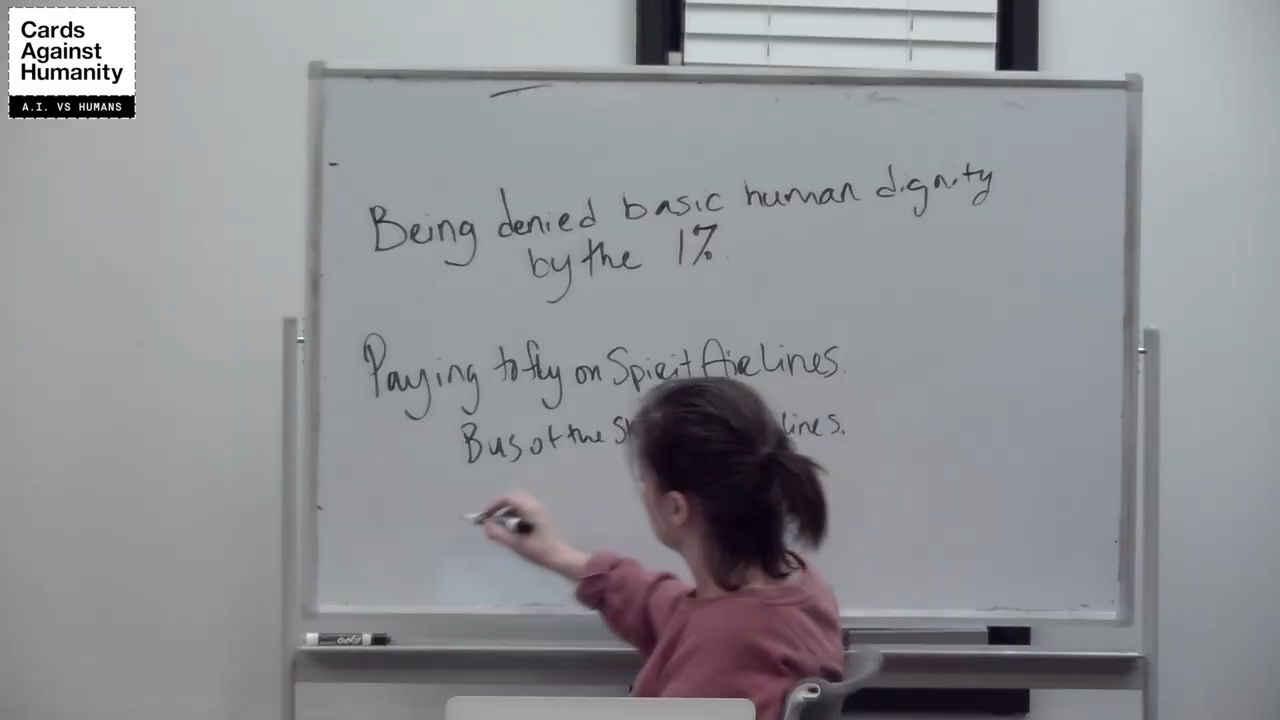 Cards
Against
Humanity
A.I. VS HUMANS
Being denied basic human dignity
by the 1%.
Paying to fly on Spirit Airlines.
Bus of the lines.
EXPO